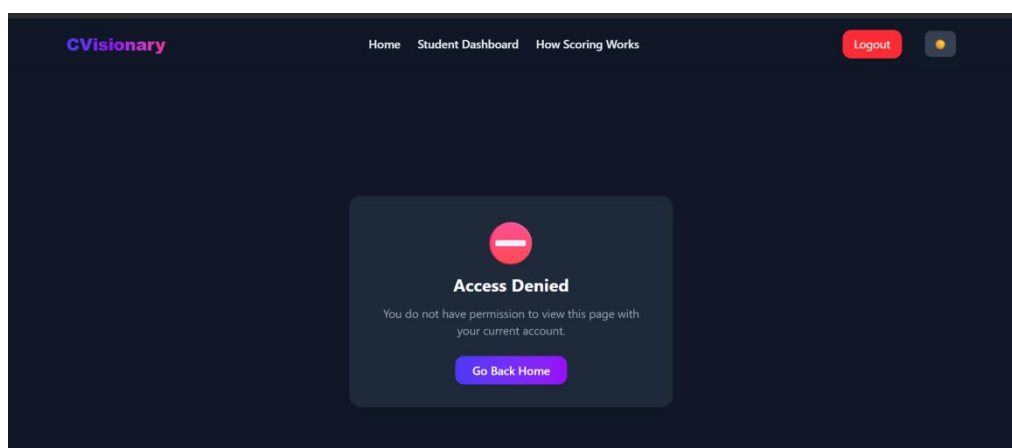 CVisionary
Home Student Dashboard How Scoring Works
Logout
Access Denied
You do not have permission to view this page with
your current account.
Go Back Home